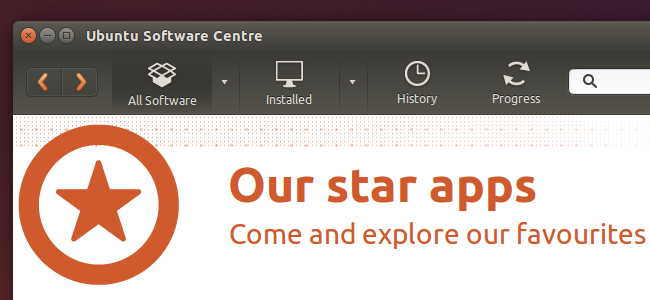 Ubuntu Software Centre
All Software
Installed
History
Progress
Our star apps
Come and explore our favourites